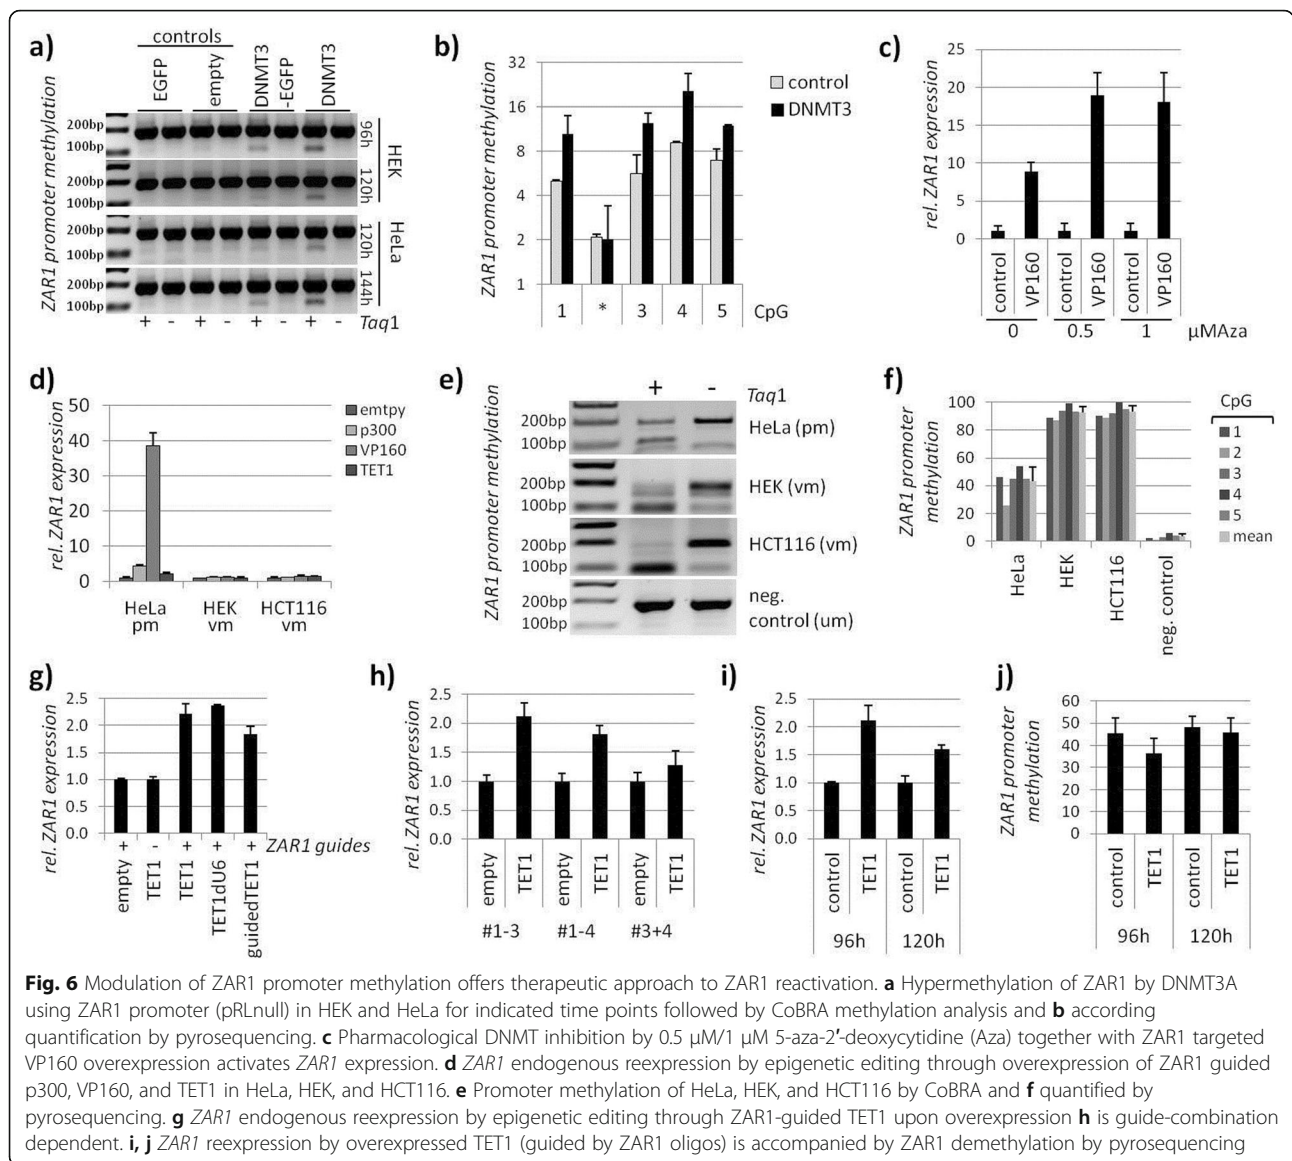 a)
controls
EGFP
empty
DNMT3
-EGFP
DNMT3
ZAR1 promoter methylation
200bp
100bp
96h
200bp
100bp
120h
HEK
200bp
100bp
120h
200bp
100bp
144h
HeLa
+ - + - + - + - Taq1
b)
ZAR1 promoter methylation
32
16
8
4
2
1
control
DNMT3
1 * 3 4 5 CpG
c)
rel. ZAR1 expression
25
20
15
10
5
0
control
VP160
control
VP160
control
VP160
0 0.5 1 µMAza
d)
rel. ZAR1 expression
50
40
30
20
10
0
emtpy
p300
VP160
TET1
HeLa HEK HCT116
pm vm vm
e)
+ - Taq1
ZAR1 promoter methylation
200bp
100bp
HeLa (pm)
200bp
100bp
HEK (vm)
200bp
100bp
HCT116 (vm)
200bp
100bp
neg.
control (um)
f)
ZAR1 promoter
methylation
100
80
60
40
20
0
HeLa
HEK
HCT116
neg. control
CpG
1
2
3
4
5
mean
g)
rel. ZAR1 expression
2.5
2.0
1.5
1.0
0.5
0.0
+ - + + + ZAR1 guides
empty
TET1
TET1
TET1dU6
guidedTET1
h)
rel. ZAR1 expression
2.5
2.0
1.5
1.0
0.5
0.0
empty
TET1
empty
TET1
empty
TET1
#1-3 #1-4 #3+4
i)
rel. ZAR1 expression
2.5
2.0
1.5
1.0
0.5
0.0
control
TET1
control
TET1
96h 120h
j)
ZAR1 promoter
methylation
60
50
40
30
20
10
0
control
TET1
control
TET1
96h 120h
Fig. 6 Modulation of ZAR1 promoter methylation offers therapeutic approach to ZAR1 reactivation. a Hypermethylation of ZAR1 by DNMT3A
using ZAR1 promoter (pRLnull) in HEK and HeLa for indicated time points followed by CoBRA methylation analysis and b according
quantification by pyrosequencing. c Pharmacological DNMT inhibition by 0.5 µM/1 µM 5-aza-2′-deoxycytidine (Aza) together with ZAR1 targeted
VP160 overexpression activates ZAR1 expression. d ZAR1 endogenous reexpression by epigenetic editing through overexpression of ZAR1 guided
p300, VP160, and TET1 in HeLa, HEK, and HCT116. e Promoter methylation of HeLa, HEK, and HCT116 by CoBRA and f quantified by
pyrosequencing. g ZAR1 endogenous reexpression by epigenetic editing through ZAR1-guided TET1 upon overexpression h is guide-combination
dependent. i, j ZAR1 reexpression by overexpressed TET1 (guided by ZAR1 oligos) is accompanied by ZAR1 demethylation by pyrosequencing